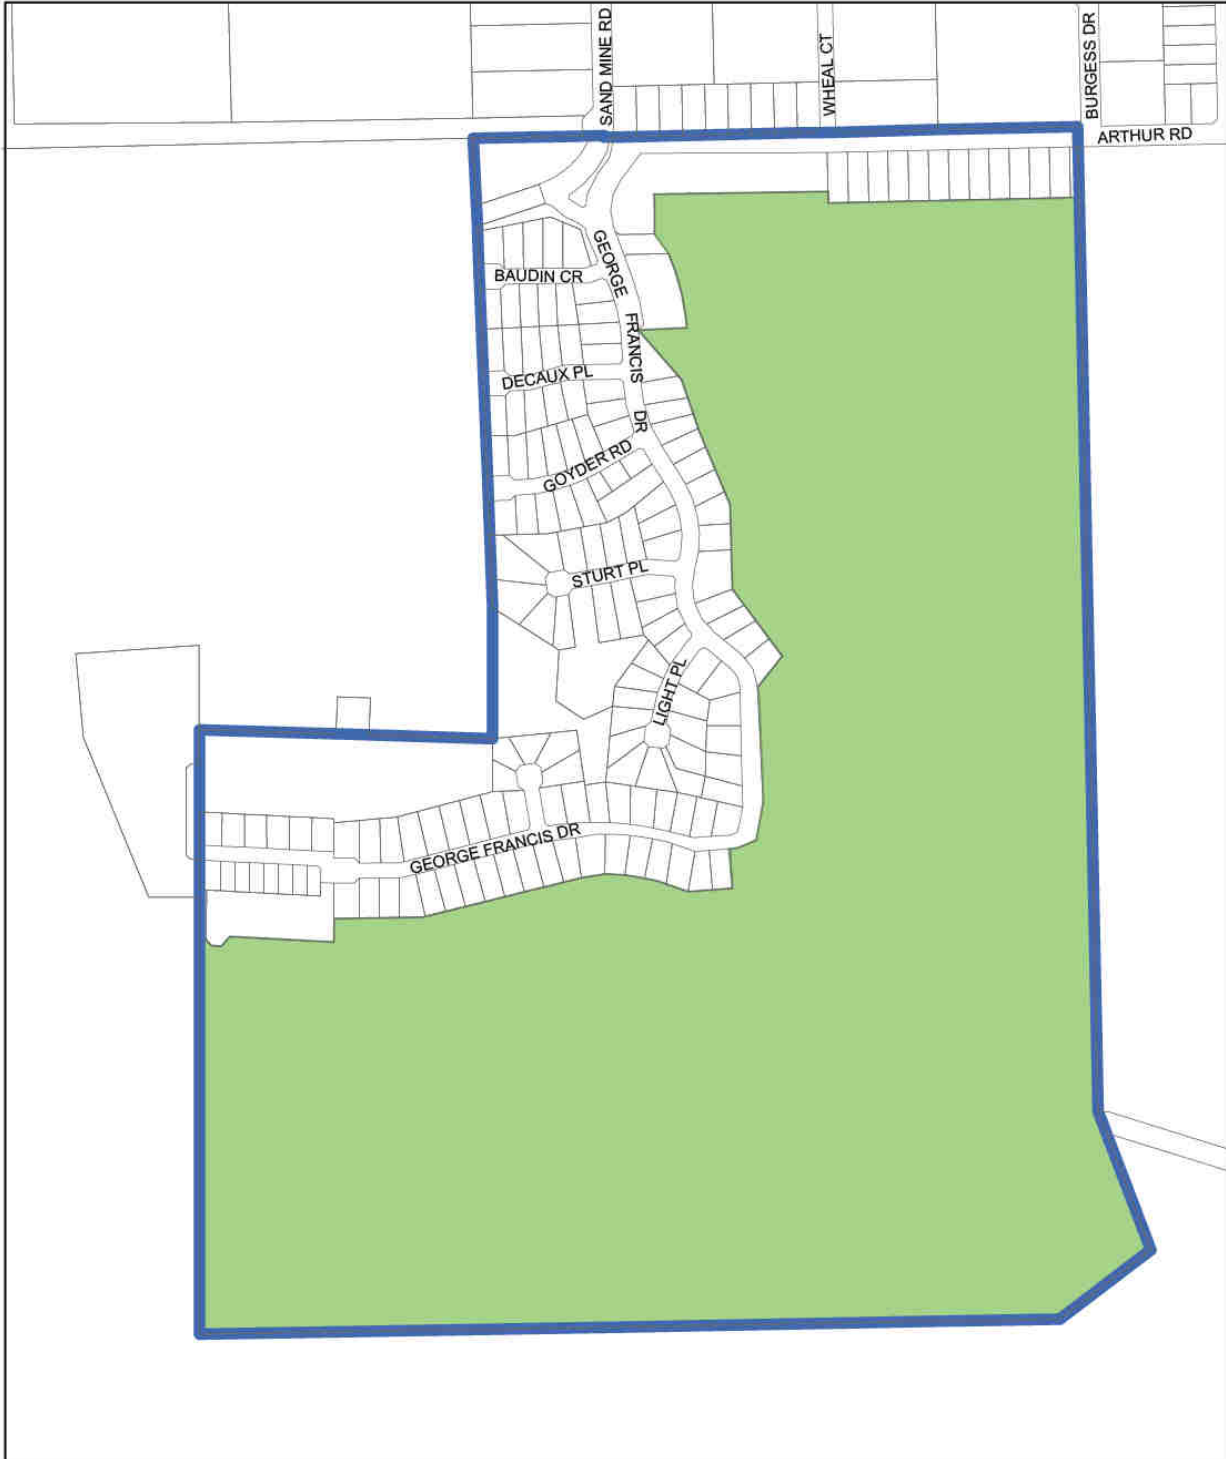 SAND MINE RD
WHEAL CT
BURGESS DR
ARTHUR RD
GEORGE FRANCIS DR
BAUDIN CR
DECAUX PL
GOYDER RD
STURT PL
LIGHT PL
GEORGE FRANCIS DR